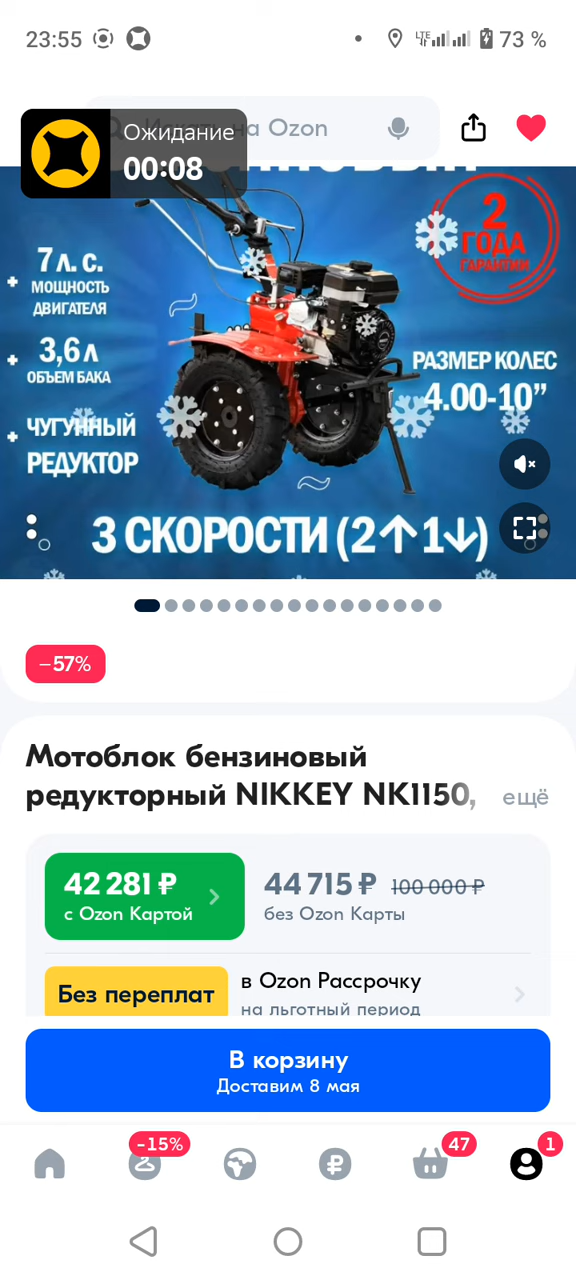 23:55
LTE
73 %
Ожидание
00:08
на Ozon
2
ГОДА
ГАРАНТИИ
7 л. с.
МОЩНОСТЬ
ДВИГАТЕЛЯ
3,6 л
ОБЪЕМ БАКА
ЧУГУННЫЙ
РЕДУКТОР
РАЗМЕР КОЛЕС
4.00-10”
3 СКОРОСТИ (2↑1↓)
–57%
Мотоблок бензиновый
редукторный NIKKEY NK1150, ещё
42 281 ₽
с Ozon Картой
44 715 ₽ 100 000 ₽
без Ozon Карты
Без переплат
в Ozon Рассрочку
на льготный период
В корзину
Доставим 8 мая
-15%
47
1